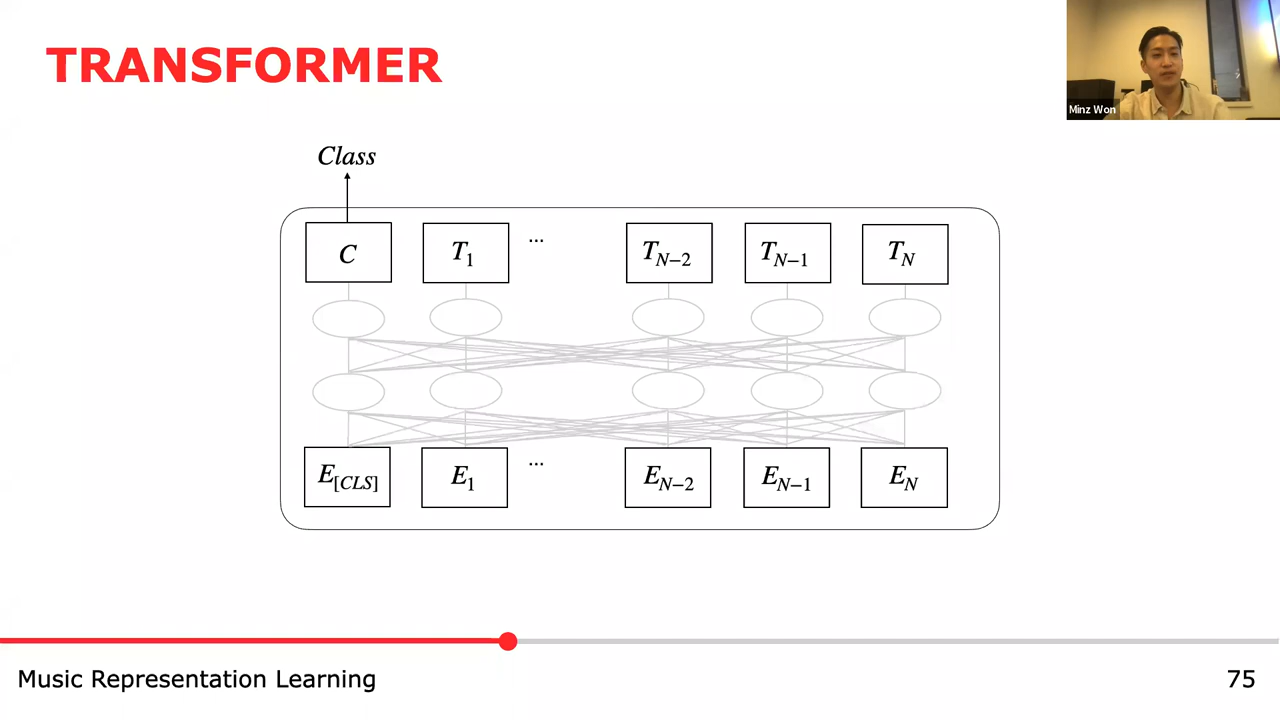 TRANSFORMER
Minz Won
Class
C T1 ... TN−2 TN−1 TN
E[CLS] E1 ... EN−2 EN−1 EN
Music Representation Learning
75